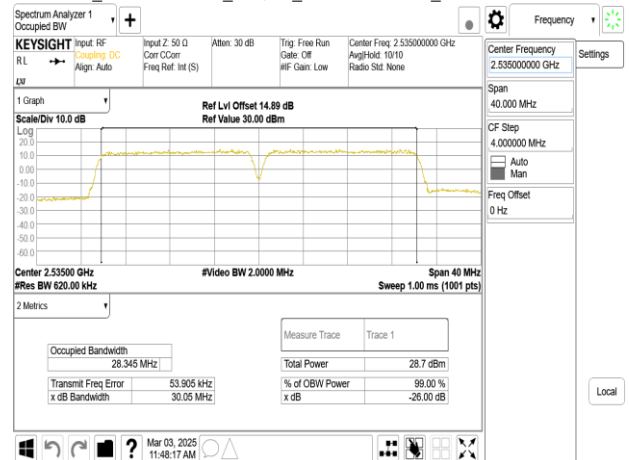 Spectrum Analyzer 1
Occupied BW
Frequency
KEYSIGHT
R L
Input: RF
Coupling: DC
Align: Auto
Input Z: 50 Ω
Corr CCorr
Freq Ref: Int (S)
Atten: 30 dB
Trig: Free Run
Gate: Off
#IF Gain: Low
Center Freq: 2.535000000 GHz
Avg|Hold: 10/10
Radio Std: None
Center Frequency
2.535000000 GHz
Settings
Span
40.000 MHz
CF Step
4.000000 MHz
Auto
Man
Freq Offset
0 Hz
1 Graph
Scale/Div 10.0 dB
Ref Lvl Offset 14.89 dB
Ref Value 30.00 dBm
Log
20.0
10.0
0.00
-10.0
-20.0
-30.0
-40.0
-50.0
-60.0
Center 2.53500 GHz
#Video BW 2.0000 MHz
Span 40 MHz
#Res BW 620.00 kHz
Sweep 1.00 ms (1001 pts)
2 Metrics
Measure Trace
Trace 1
Occupied Bandwidth
28.345 MHz
Total Power
28.7 dBm
Transmit Freq Error
53.905 kHz
% of OBW Power
99.00 %
x dB Bandwidth
30.05 MHz
x dB
-26.00 dB
Local
?
Mar 03, 2025
11:48:17 AM